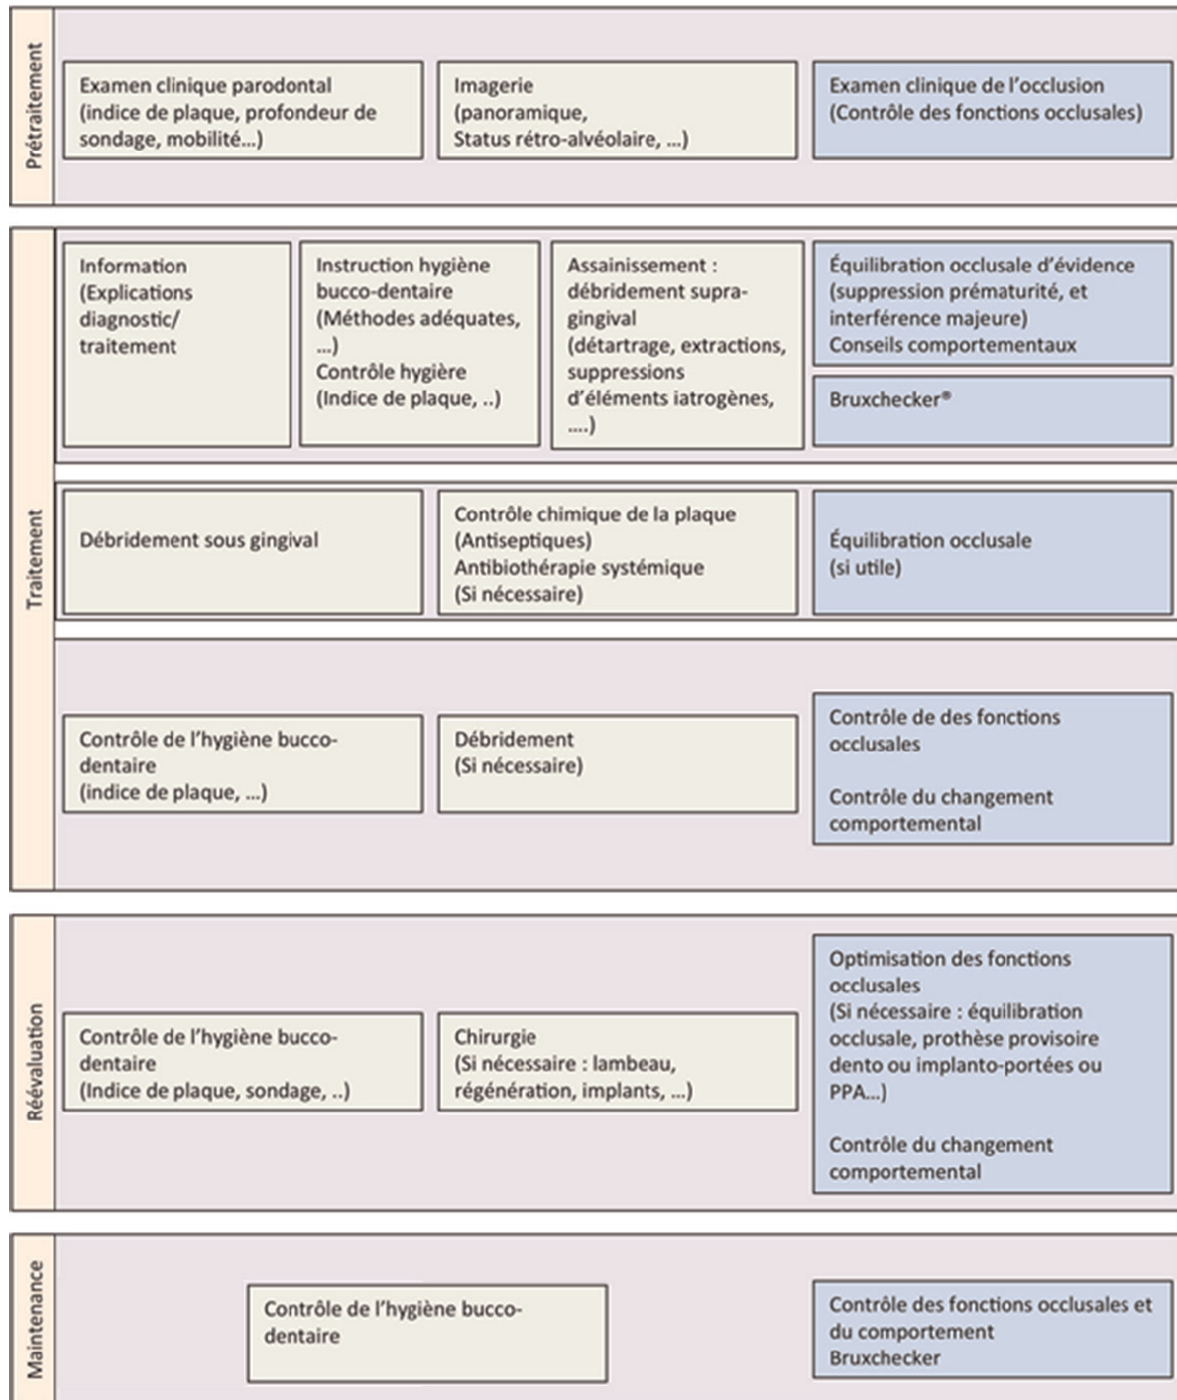 Prétraitement
Examen clinique parodontal
(indice de plaque, profondeur de
sondage, mobilité...)
Imagerie
(panoramique,
Status rétro-alvéolaire, ...)
Examen clinique de l'occlusion
(Contrôle des fonctions occlusales)
Traitement
Information
(Explications
diagnostic/
traitement
Instruction hygiène
bucco-dentaire
(Méthodes adéquates,
...)
Contrôle hygière
(Indice de plaque, ..)
Assainissement :
débridement supra-
gingival
(détartrage, extractions,
suppressions
d'éléments iatrogènes,
....)
Équilibration occlusale d'évidence
(suppression prématurité, et
interférence majeure)
Conseils comportementaux
Bruxchecker®
Débridement sous gingival
Contrôle chimique de la plaque
(Antiseptiques)
Antibiothérapie systémique
(Si nécessaire)
Équilibration occlusale
(si utile)
Contrôle de l'hygiène bucco-
dentaire
(indice de plaque, ...)
Débridement
(Si nécessaire)
Contrôle de des fonctions
occlusales
Contrôle du changement
comportemental
Réévaluation
Contrôle de l'hygiène bucco-
dentaire
(Indice de plaque, sondage, ..)
Chirurgie
(Si nécessaire : lambeau,
régénération, implants, ...)
Optimisation des fonctions
occlusales
(Si nécessaire : équilibration
occlusale, prothèse provisoire
dento ou implanto-portées ou
PPA...)
Contrôle du changement
comportemental
Maintenance
Contrôle de l'hygiène bucco-
dentaire
Contrôle des fonctions occlusales et
du comportement
Bruxchecker